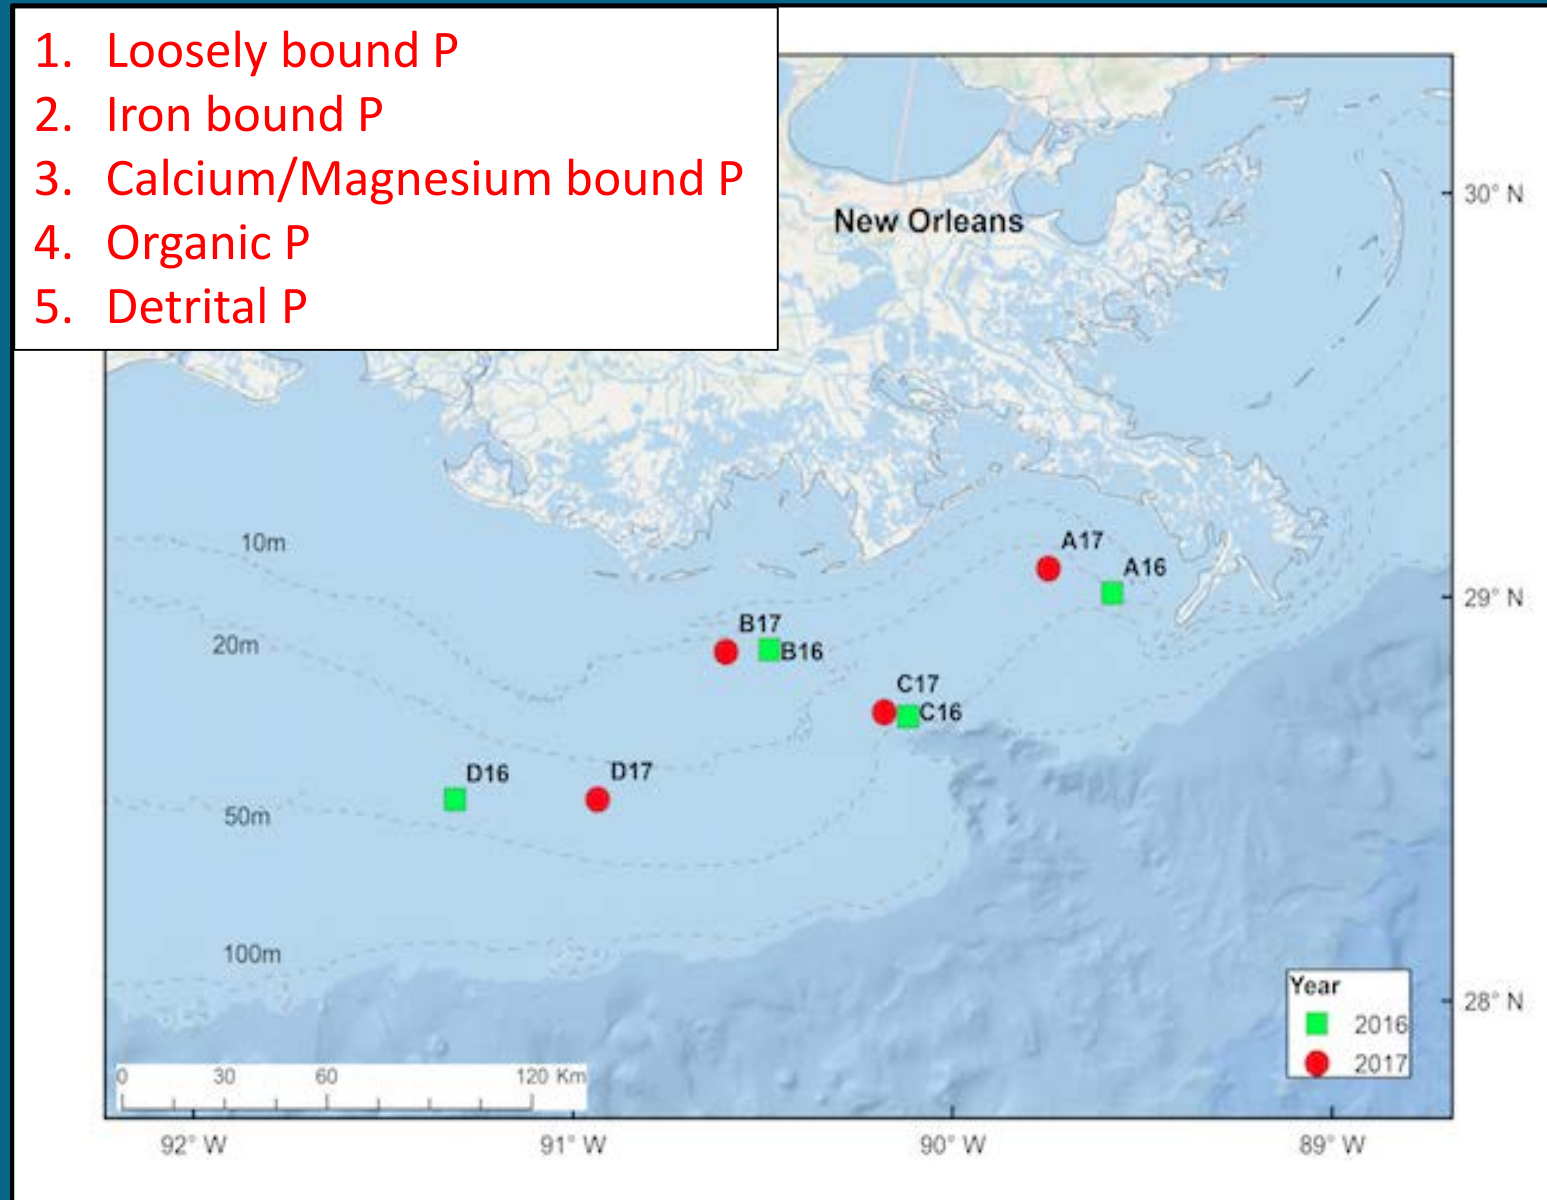 1. Loosely bound P
2. Iron bound P
3. Calcium/Magnesium bound P
4. Organic P
5. Detrital P
New Orleans
30° N
10m
A17
A16
29° N
B17
B16
20m
C17
C16
D16
D17
50m
100m
Year
2016
2017
28° N
0 30 60 120 Km
92° W 91° W 90° W 89° W